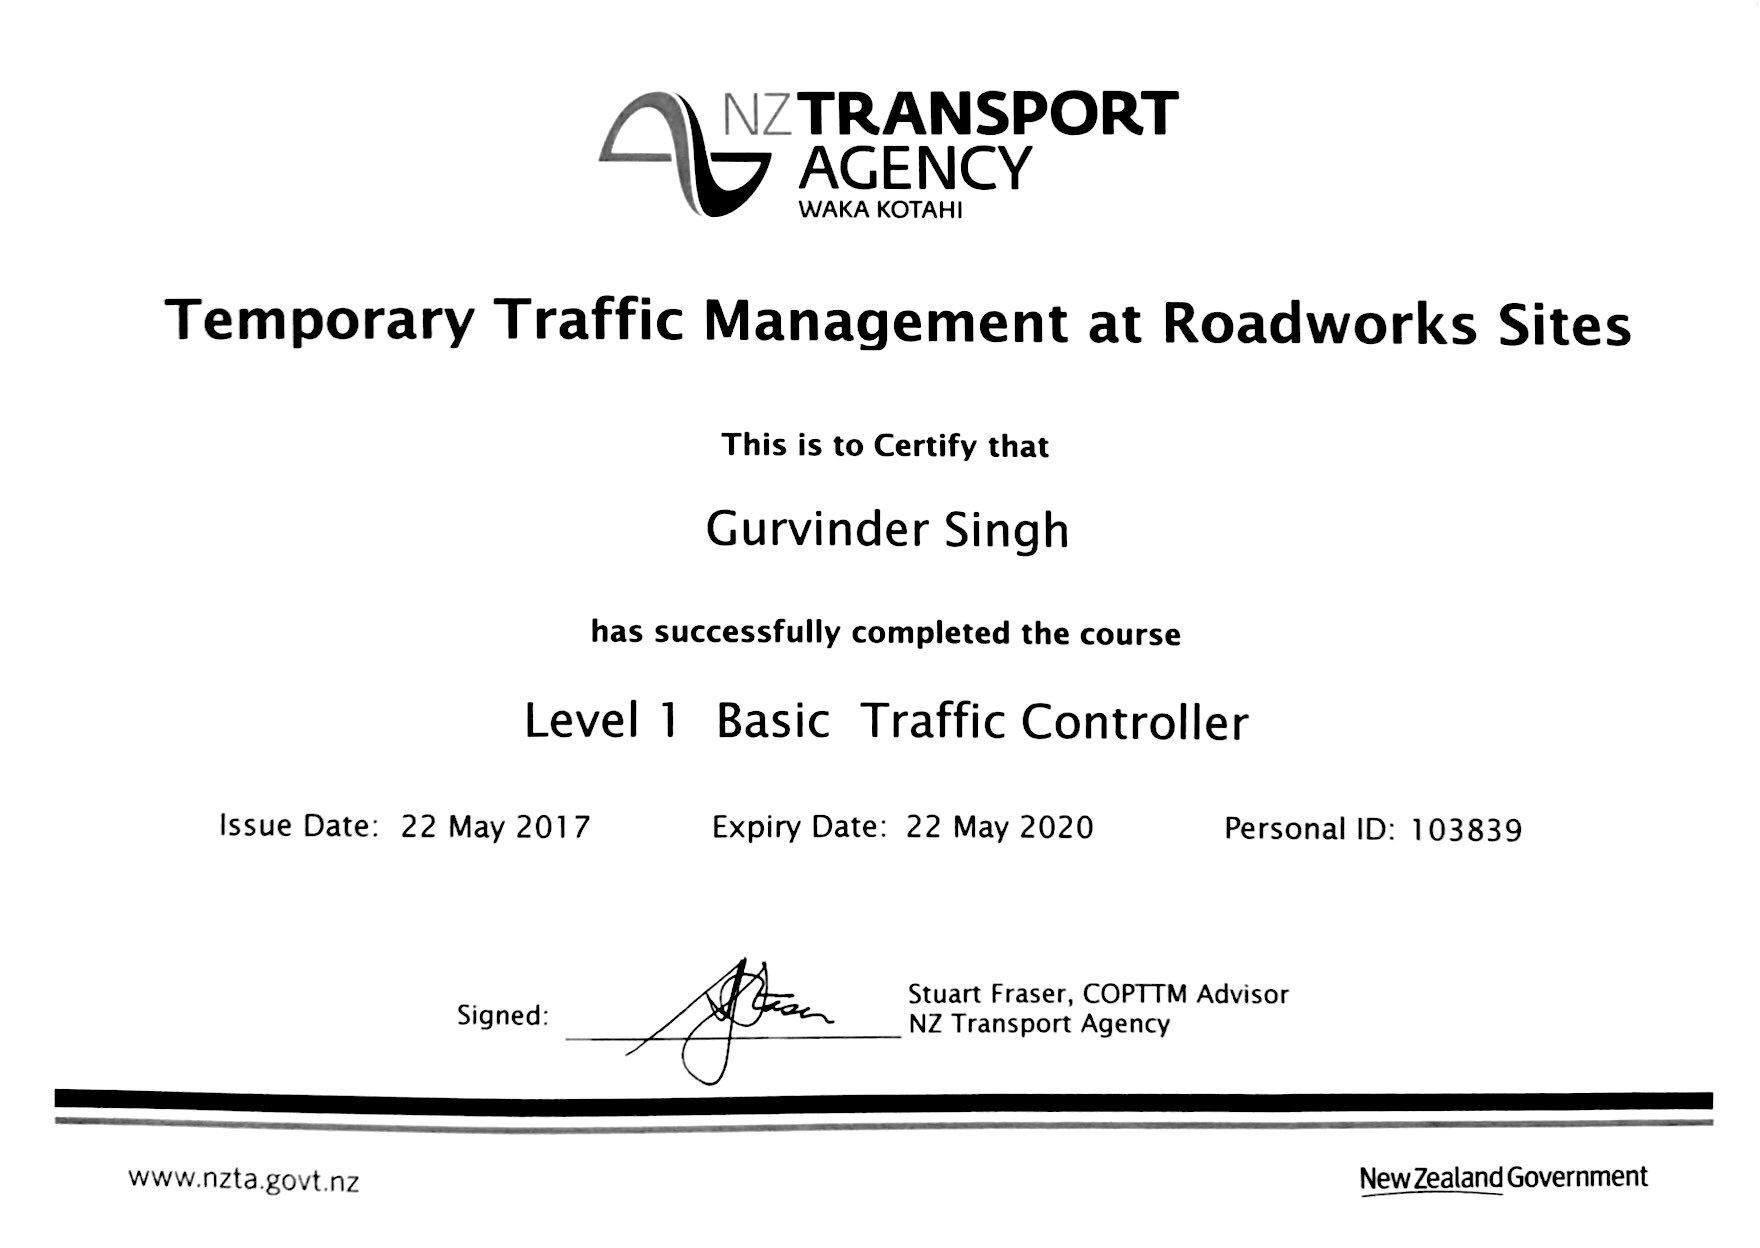 NZ TRANSPORT
AGENCY
WAKA KOTAHI
Temporary Traffic Management at Roadworks Sites
This is to Certify that
Gurvinder Singh
has successfully completed the course
Level 1 Basic Traffic Controller
Issue Date: 22 May 2017 Expiry Date: 22 May 2020 Personal ID: 103839
Signed:
Stuart Fraser, COPTTM Advisor
NZ Transport Agency
www.nzta.govt.nz
New Zealand Government